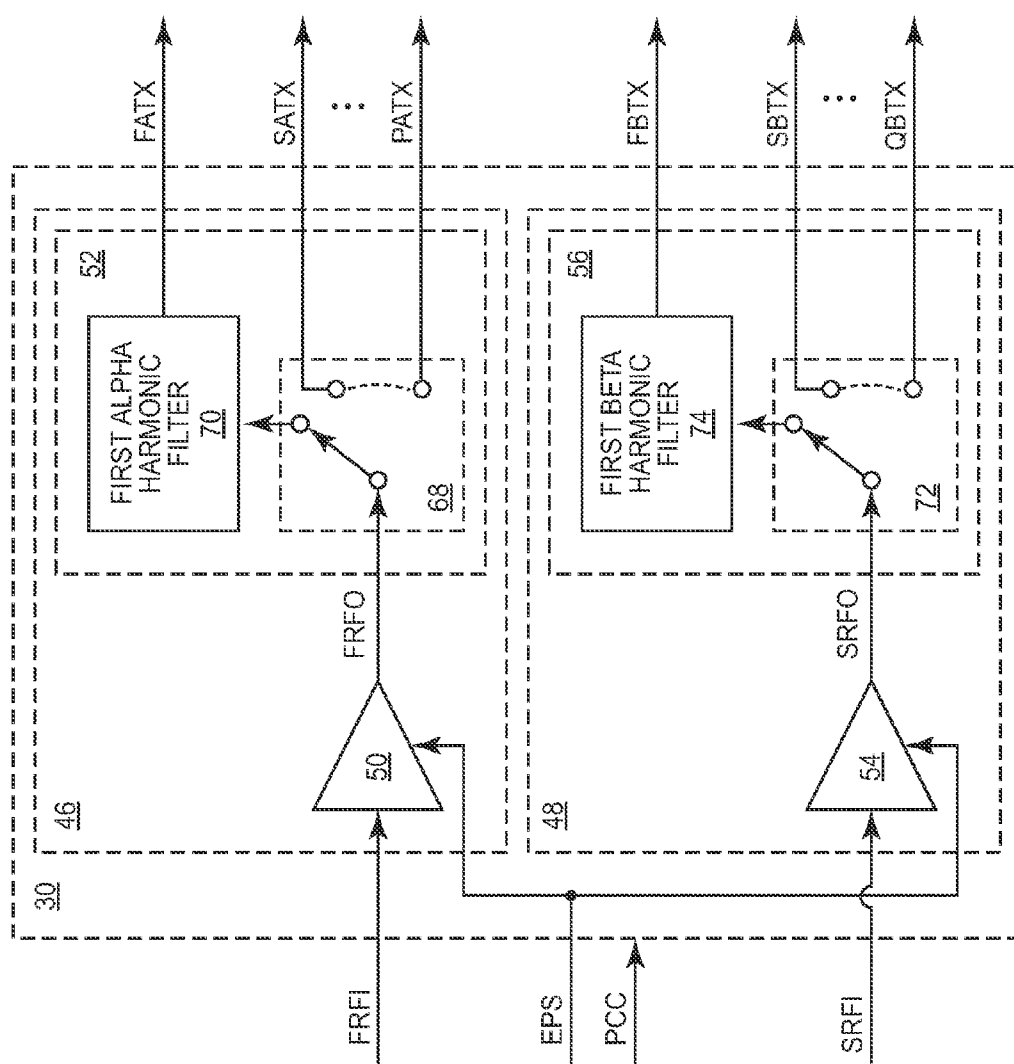 FATX
SATX
...
PATX
FBTX
SBTX
...
QBTX
52
FIRST ALPHA
HARMONIC
FILTER
70
68
56
FIRST BETA
HARMONIC
FILTER
74
72
FRFO
SRFO
50
54
46
48
30
FRFI
EPS
PCC
SRFI